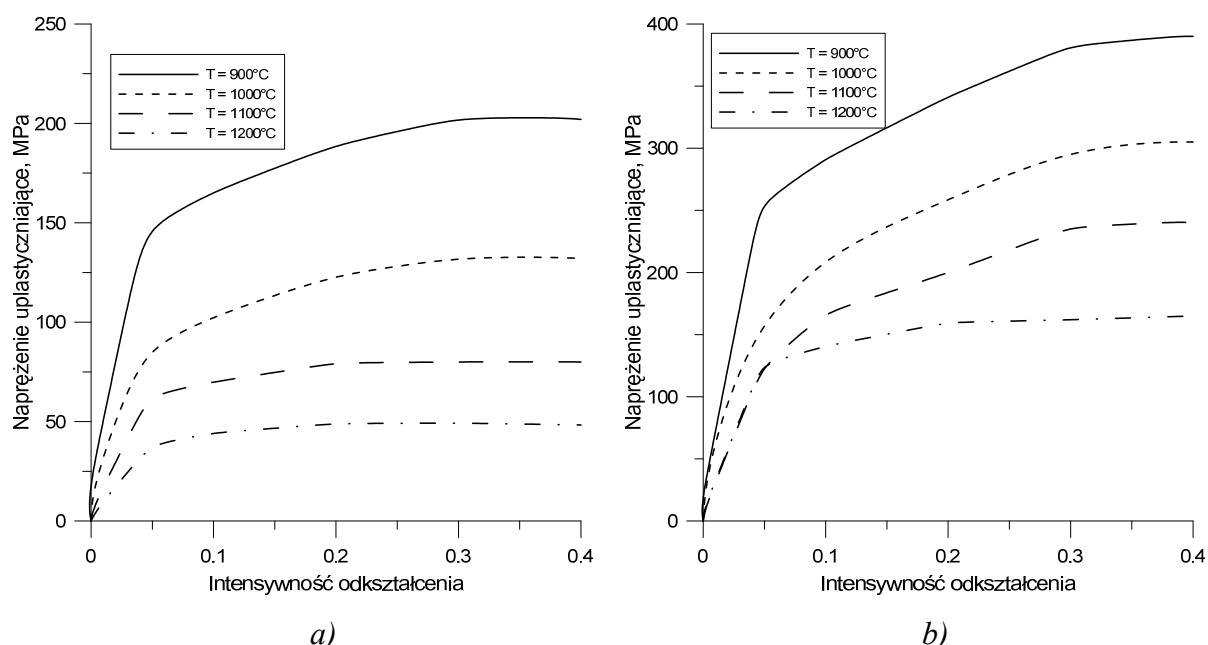 250
200
150
100
50
0
Naprężenie uplastyczniające, MPa
T = 900°C
T = 1000°C
T = 1100°C
T = 1200°C
0
0.1
0.2
0.3
0.4
Intensywność odkształcenia
a)
400
300
200
100
0
Naprężenie uplastyczniające, MPa
T = 900°C
T = 1000°C
T = 1100°C
T = 1200°C
0
0.1
0.2
0.3
0.4
Intensywność odkształcenia
b)